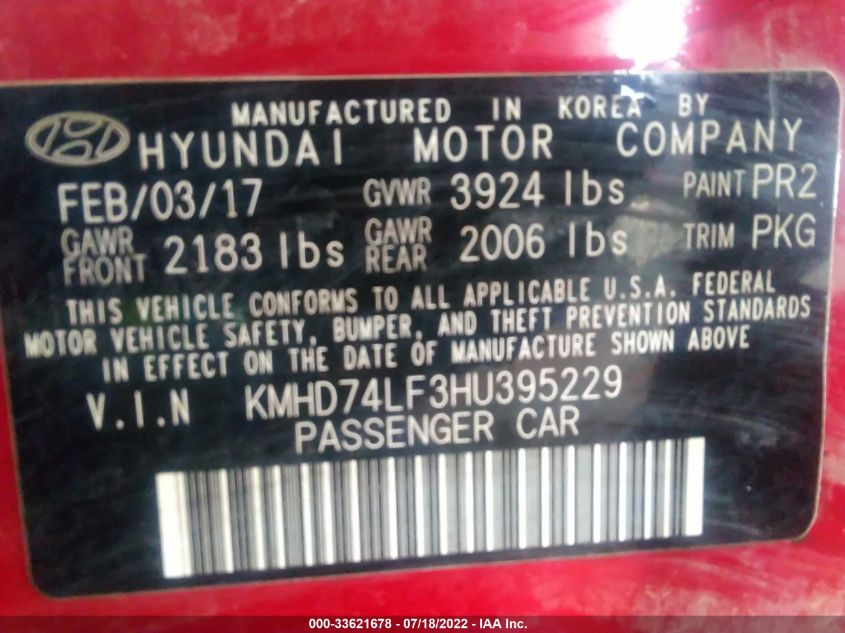 MANUFACTURED IN KOREA BY
HYUNDAI MOTOR COMPANY
FEB/03/17 GVWR 3924 lbs PAINT PR2
GAWR FRONT 2183 lbs GAWR REAR 2006 lbs TRIM PKG
THIS VEHICLE CONFORMS TO ALL APPLICABLE U.S.A. FEDERAL
MOTOR VEHICLE SAFETY, BUMPER, AND THEFT PREVENTION STANDARDS
IN EFFECT ON THE DATE OF MANUFACTURE SHOWN ABOVE
V.I.N KMHD74LF3HU395229
PASSENGER CAR
000-33621678 - 07/18/2022 - IAA Inc.